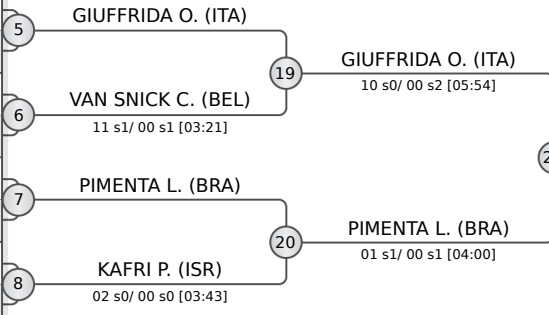 GIUFFRIDA O. (ITA)
5
19
GIUFFRIDA O. (ITA)
10 s0/ 00 s2 [05:54]
VAN SNICK C. (BEL)
6
11 s1/ 00 s1 [03:21]
PIMENTA L. (BRA)
7
20
PIMENTA L. (BRA)
01 s1/ 00 s1 [04:00]
KAFRI P. (ISR)
8
02 s0/ 00 s0 [03:43]